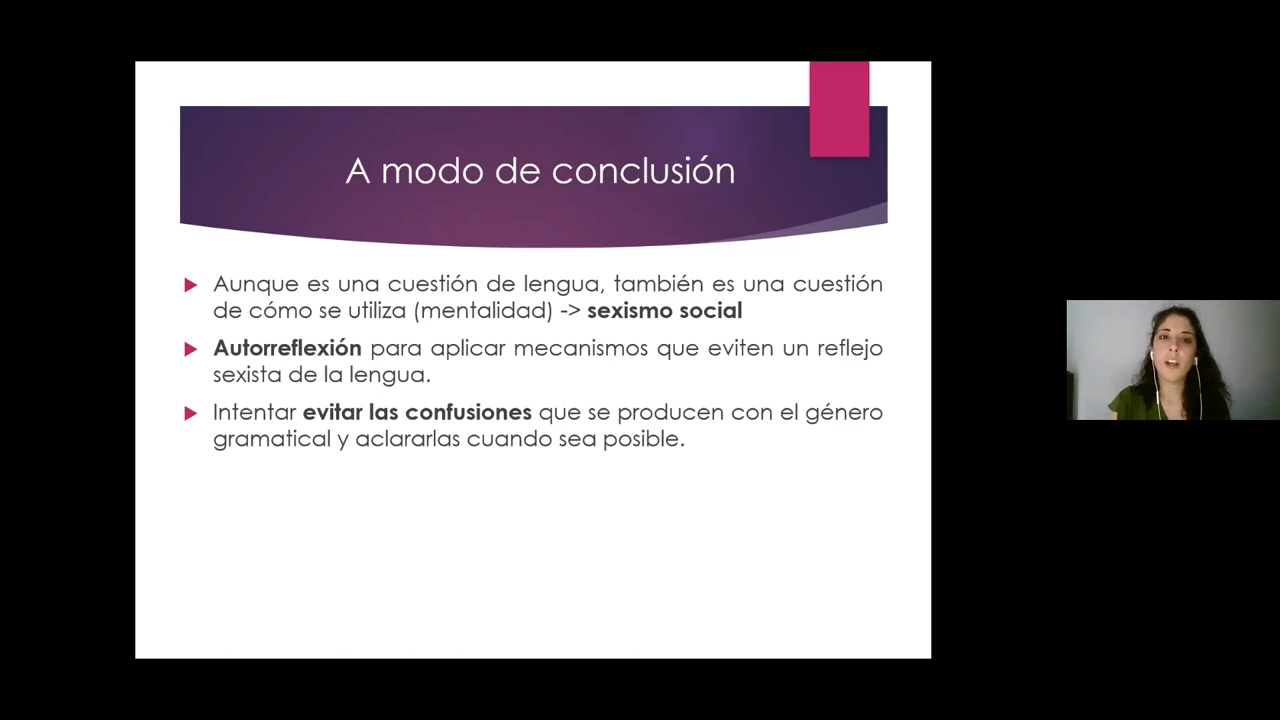 A modo de conclusión
Aunque es una cuestión de lengua, también es una cuestión
de cómo se utiliza (mentalidad) -> sexismo social
Autorreflexión para aplicar mecanismos que eviten un reflejo
sexista de la lengua.
Intentar evitar las confusiones que se producen con el género
gramatical y aclararlas cuando sea posible.